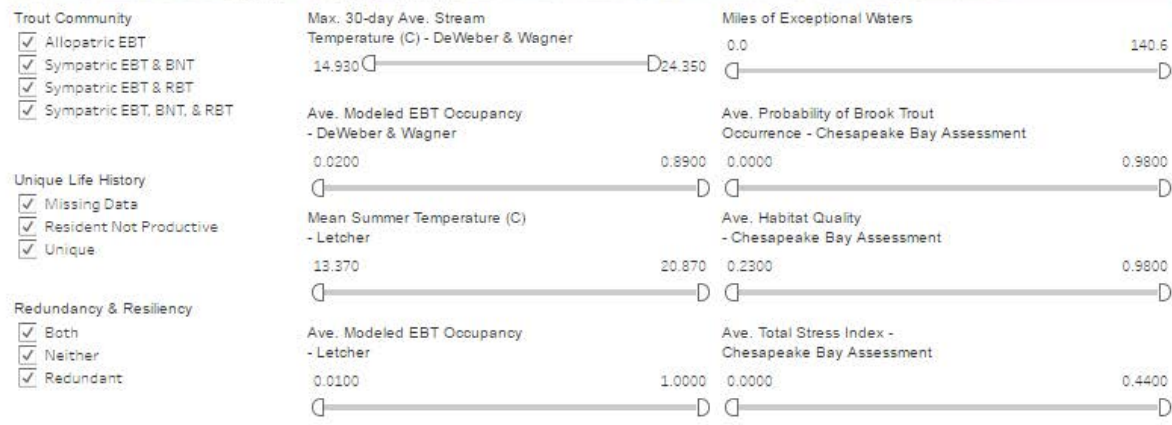 Trout Community
Allopatric EBT
Sympatric EBT & BNT
Sympatric EBT & RBT
Sympatric EBT, BNT, & RBT
Unique Life History
Missing Data
Resident Not Productive
Unique
Redundancy & Resiliency
Both
Neither
Redundant
Max. 30-day Ave. Stream
Temperature (C) - DeWeber & Wagner
14.930 24.350
Ave. Modeled EBT Occupancy
- DeWeber & Wagner
0.0200 0.8900
Mean Summer Temperature (C)
- Letcher
13.370 20.870
Ave. Modeled EBT Occupancy
- Letcher
0.0100 1.0000
Miles of Exceptional Waters
0.0 140.6
Ave. Probability of Brook Trout
Occurrence - Chesapeake Bay Assessment
0.0000 0.9800
Ave. Habitat Quality
- Chesapeake Bay Assessment
0.2300 0.9800
Ave. Total Stress Index -
Chesapeake Bay Assessment
0.0000 0.4400